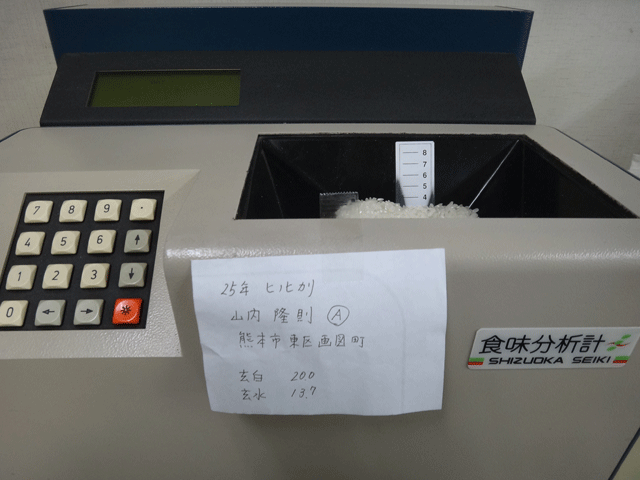 8
7
6
5
4
7 8 9 ・
4 5 6 ↑
1 2 3 ↓
0 ← → *
25年 ヒノヒカリ
山内 隆則 Ⓐ
熊本市東区画図町
玄白 20.0
玄水 13.7
食味分析計
SHIZUOKA SEIKI